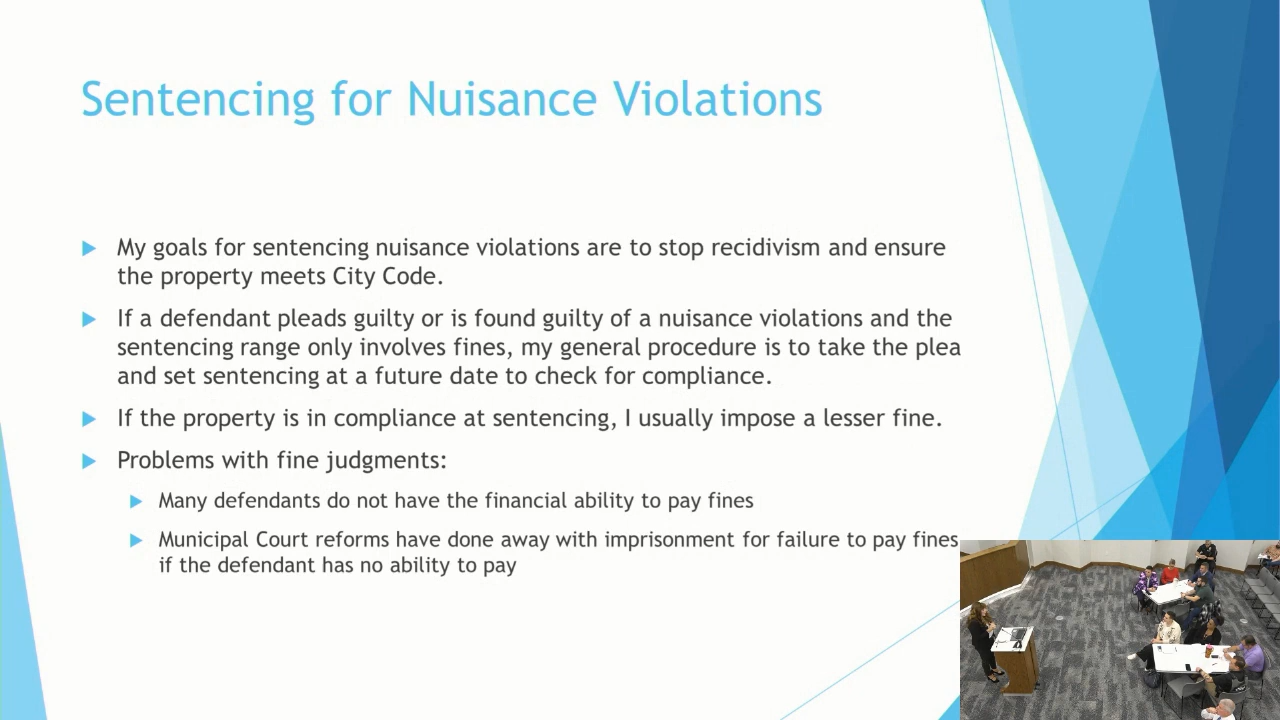 Sentencing for Nuisance Violations
My goals for sentencing nuisance violations are to stop recidivism and ensure
the property meets City Code.
If a defendant pleads guilty or is found guilty of a nuisance violations and the
sentencing range only involves fines, my general procedure is to take the plea
and set sentencing at a future date to check for compliance.
If the property is in compliance at sentencing, I usually impose a lesser fine.
Problems with fine judgments:
Many defendants do not have the financial ability to pay fines
Municipal Court reforms have done away with imprisonment for failure to pay fines
if the defendant has no ability to pay